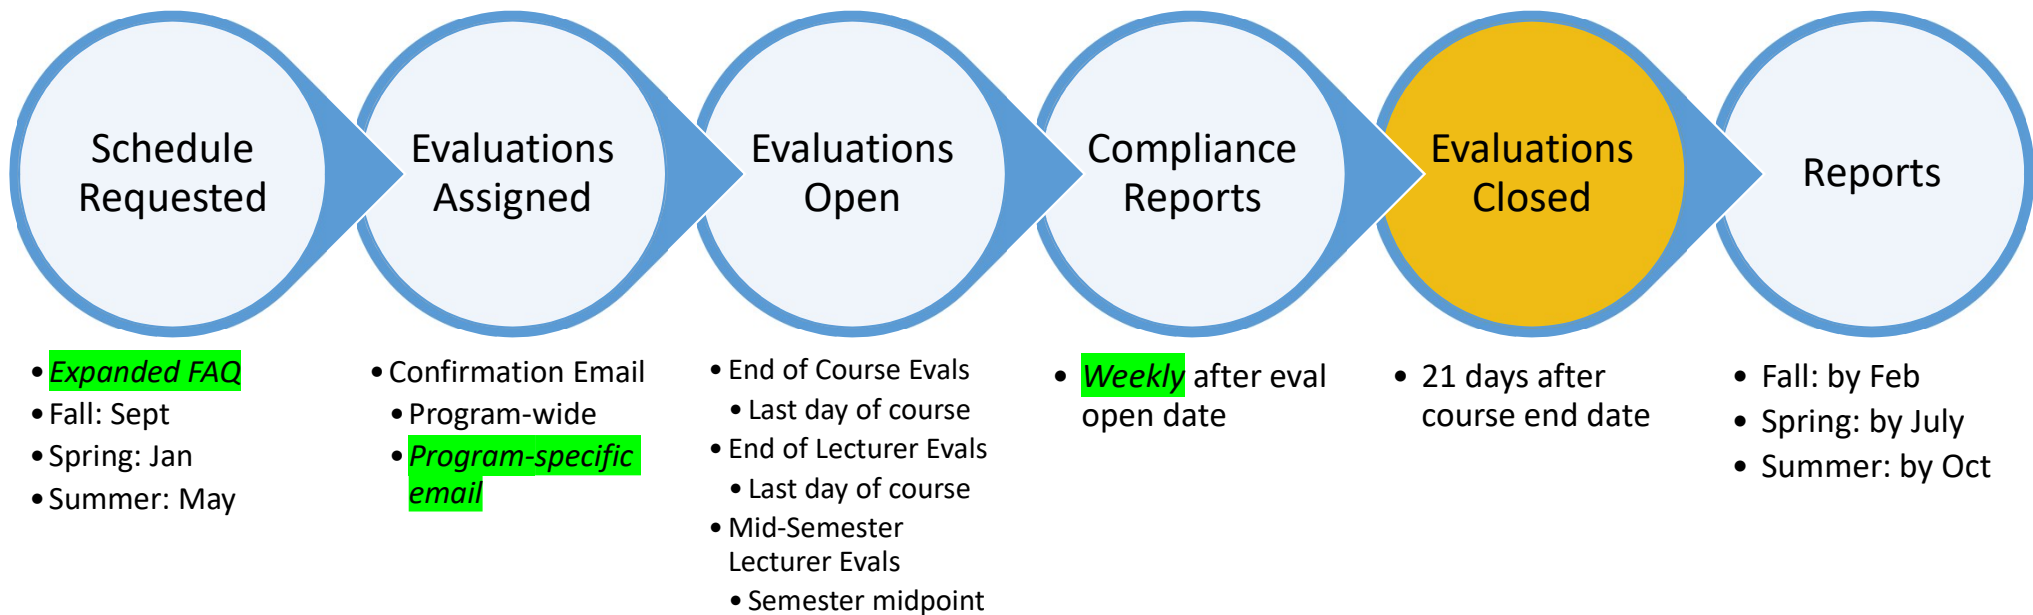 Schedule
Requested
Evaluations
Assigned
Evaluations
Open
Compliance
Reports
Evaluations
Closed
Reports
• Expanded FAQ
• Fall: Sept
• Spring: Jan
• Summer: May
• Confirmation Email
• Program-wide
• Program-specific
email
• End of Course Evals
• Last day of course
• End of Lecturer Evals
• Last day of course
• Mid-Semester
Lecturer Evals
• Semester midpoint
• Weekly after eval
open date
• 21 days after
course end date
• Fall: by Feb
• Spring: by July
• Summer: by Oct